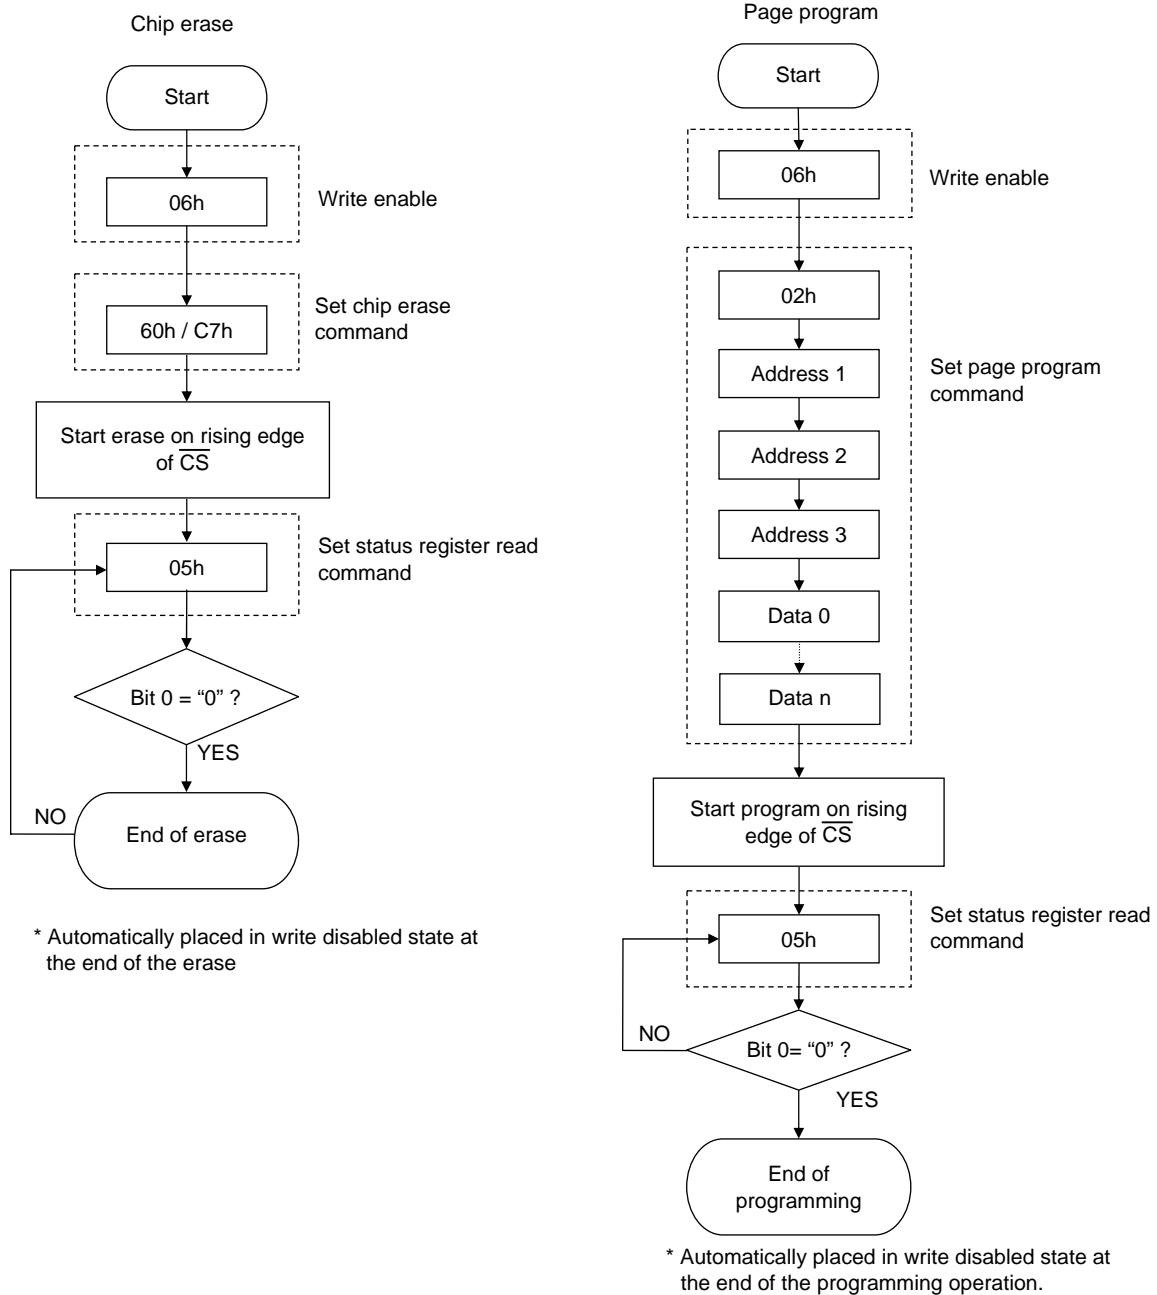 Chip erase
Start
06h
Write enable
60h / C7h
Set chip erase
command
Start erase on rising edge
of C̅S̅
05h
Set status register read
command
Bit 0 = “0” ?
YES
NO
End of erase
* Automatically placed in write disabled state at
the end of the erase
Page program
Start
06h
Write enable
02h
Address 1
Set page program
command
Address 2
Address 3
Data 0
Data n
Start program on rising
edge of C̅S̅
05h
Set status register read
command
NO
Bit 0= “0” ?
YES
End of
programming
* Automatically placed in write disabled state at
the end of the programming operation.